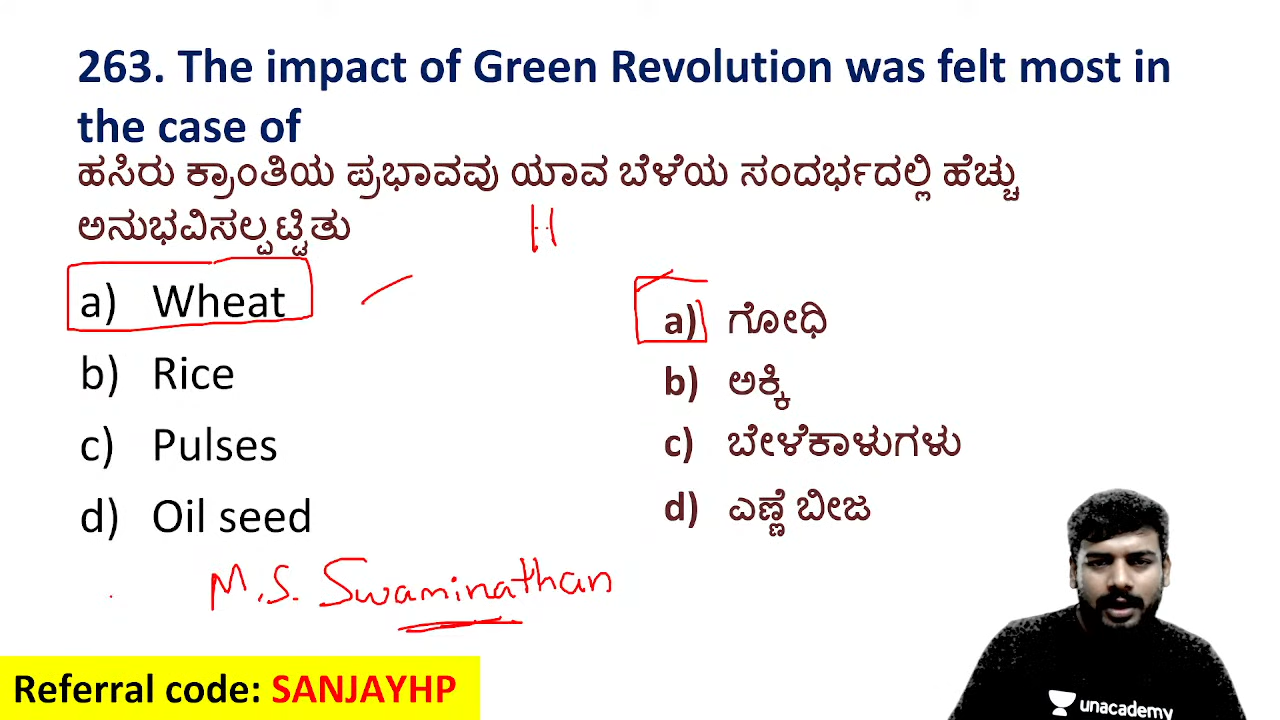 263. The impact of Green Revolution was felt most in
the case of
ಹಸಿರು ಕ್ರಾಂತಿಯ ಪ್ರಭಾವವು ಯಾವ ಬೆಳೆಯ ಸಂದರ್ಭದಲ್ಲಿ ಹೆಚ್ಚು
ಅನುಭವಿಸಲ್ಪಟ್ಟಿತು
H
a) Wheat
b) Rice
c) Pulses
d) Oil seed
a) ಗೋಧಿ
b) ಅಕ್ಕಿ
c) ಬೇಳೆಕಾಳುಗಳು
d) ಎಣ್ಣೆ ಬೀಜ
M.S. Swaminathan
Referral code: SANJAYHP
unacademy